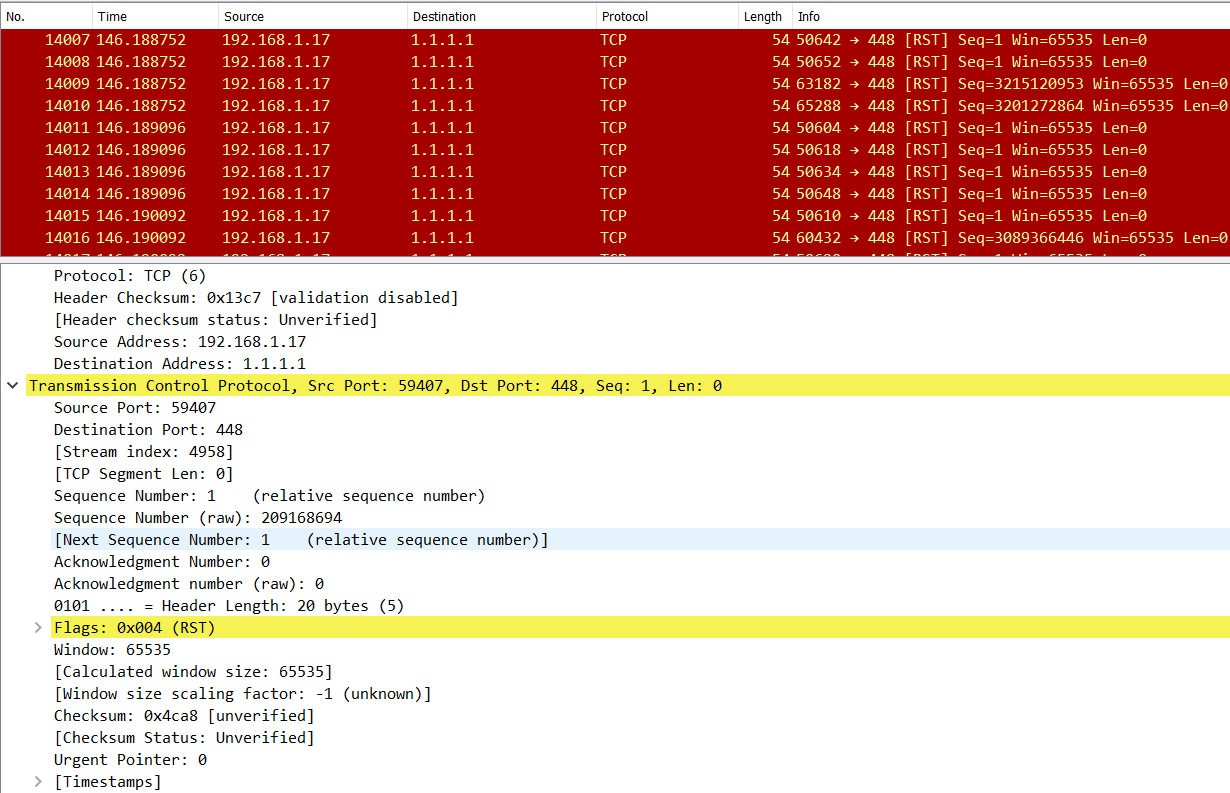 No. Time Source Destination Protocol Length Info
14007 146.188752 192.168.1.17 1.1.1.1 TCP 54 50642 → 448 [RST] Seq=1 Win=65535 Len=0
14008 146.188752 192.168.1.17 1.1.1.1 TCP 54 50652 → 448 [RST] Seq=1 Win=65535 Len=0
14009 146.188752 192.168.1.17 1.1.1.1 TCP 54 63182 → 448 [RST] Seq=3215120953 Win=65535 Len=0
14010 146.188752 192.168.1.17 1.1.1.1 TCP 54 65288 → 448 [RST] Seq=3201272864 Win=65535 Len=0
14011 146.189096 192.168.1.17 1.1.1.1 TCP 54 50604 → 448 [RST] Seq=1 Win=65535 Len=0
14012 146.189096 192.168.1.17 1.1.1.1 TCP 54 50618 → 448 [RST] Seq=1 Win=65535 Len=0
14013 146.189096 192.168.1.17 1.1.1.1 TCP 54 50634 → 448 [RST] Seq=1 Win=65535 Len=0
14014 146.189096 192.168.1.17 1.1.1.1 TCP 54 50648 → 448 [RST] Seq=1 Win=65535 Len=0
14015 146.190092 192.168.1.17 1.1.1.1 TCP 54 50610 → 448 [RST] Seq=1 Win=65535 Len=0
14016 146.190092 192.168.1.17 1.1.1.1 TCP 54 60432 → 448 [RST] Seq=3089366446 Win=65535 Len=0
Protocol: TCP (6)
Header Checksum: 0x13c7 [validation disabled]
[Header checksum status: Unverified]
Source Address: 192.168.1.17
Destination Address: 1.1.1.1
Transmission Control Protocol, Src Port: 59407, Dst Port: 448, Seq: 1, Len: 0
Source Port: 59407
Destination Port: 448
[Stream index: 4958]
[TCP Segment Len: 0]
Sequence Number: 1 (relative sequence number)
Sequence Number (raw): 209168694
[Next Sequence Number: 1 (relative sequence number)]
Acknowledgment Number: 0
Acknowledgment number (raw): 0
0101 .... = Header Length: 20 bytes (5)
Flags: 0x004 (RST)
Window: 65535
[Calculated window size: 65535]
[Window size scaling factor: -1 (unknown)]
Checksum: 0x4ca8 [unverified]
[Checksum Status: Unverified]
Urgent Pointer: 0
[Timestamps]